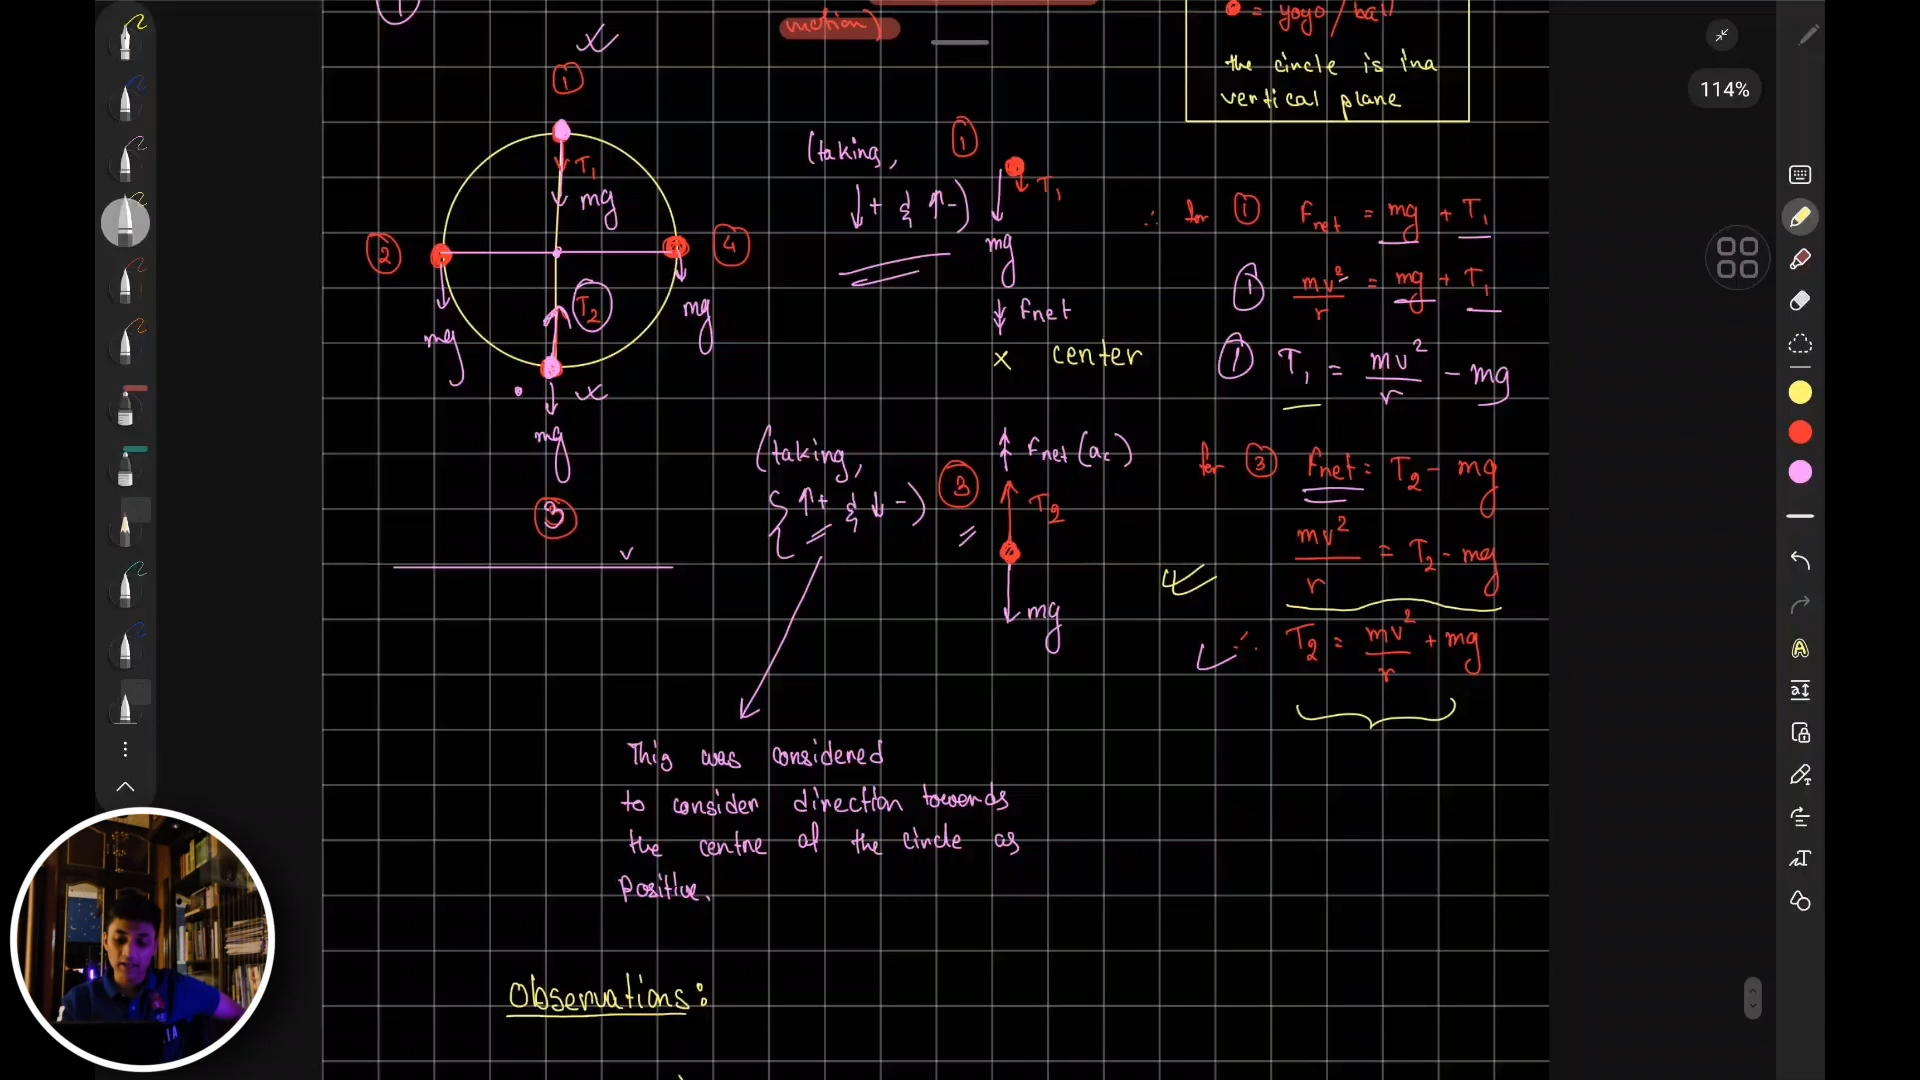 ①
motion)
= yoyo / ball
the circle is in a
vertical plane
114%
①
T₁
mg
②
④
T₂
mg
mg
mg
③
v
(taking,
↓+ & ↑-)
①
T₁
mg
Fnet
x center
∴ for ① Fnet = mg + T₁
① mv²/r = mg + T₁
① T₁ = mv²/r - mg
(taking,
↑+ & ↓-)
③
Fnet (ac)
T₂
mg
for ③ Fnet = T₂ - mg
mv²/r = T₂ - mg
∴ T₂ = mv²/r + mg
This was considered
to consider direction towards
the centre of the circle as
positive.
Observations: